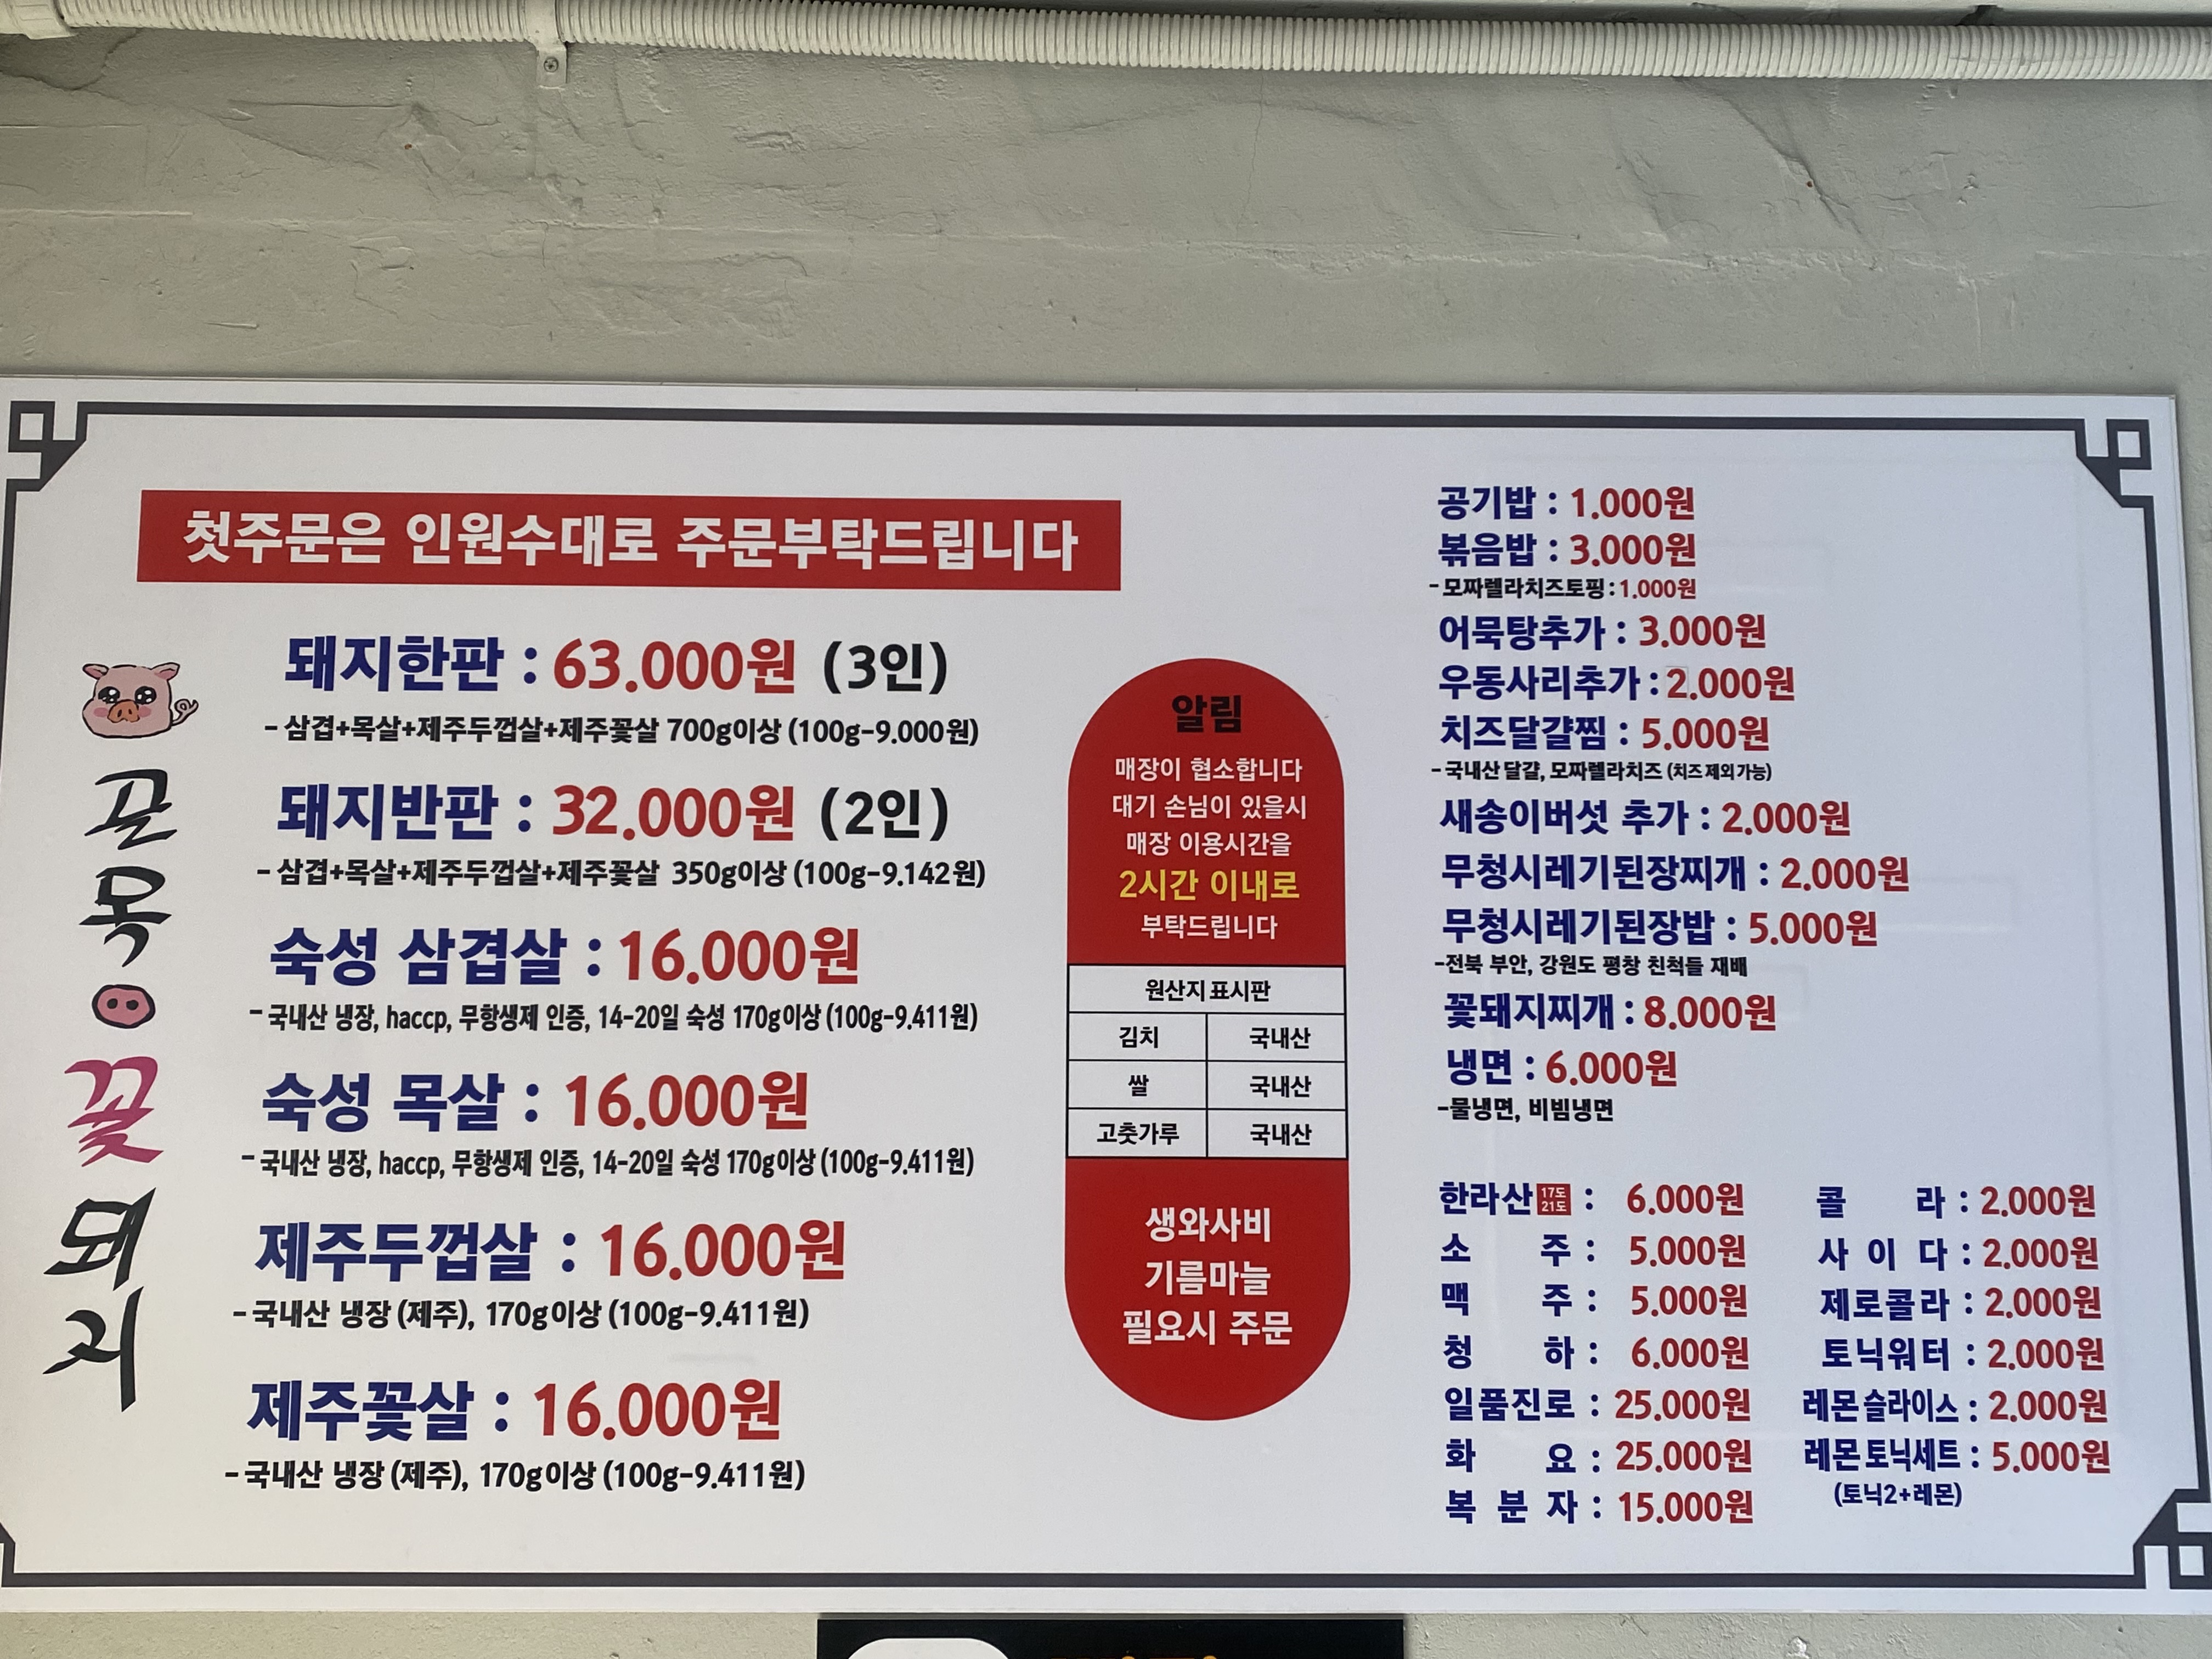 첫주문은 인원수대로 주문부탁드립니다
골목
꽃
돼지
돼지한판 : 63.000원 (3인)
- 삼겹+목살+제주두껍살+제주꽃살 700g이상 (100g-9.000원)
돼지반판 : 32.000원 (2인)
- 삼겹+목살+제주두껍살+제주꽃살 350g이상 (100g-9.142원)
숙성 삼겹살 : 16.000원
- 국내산 냉장, haccp, 무항생제 인증, 14-20일 숙성 170g이상 (100g-9.411원)
숙성 목살 : 16.000원
- 국내산 냉장, haccp, 무항생제 인증, 14-20일 숙성 170g이상 (100g-9.411원)
제주두껍살 : 16.000원
- 국내산 냉장 (제주), 170g이상 (100g-9.411원)
제주꽃살 : 16.000원
- 국내산 냉장 (제주), 170g이상 (100g-9.411원)
알림
매장이 협소합니다
대기 손님이 있을시
매장 이용시간을
2시간 이내로
부탁드립니다
원산지 표시판
김치 국내산
쌀 국내산
고춧가루 국내산
생와사비
기름마늘
필요시 주문
공기밥 : 1.000원
볶음밥 : 3.000원
- 모짜렐라치즈토핑 : 1.000원
어묵탕추가 : 3.000원
우동사리추가 : 2.000원
치즈달걀찜 : 5.000원
- 국내산 달걀, 모짜렐라치즈 (치즈 제외 가능)
새송이버섯 추가 : 2.000원
무청시레기된장찌개 : 2.000원
무청시레기된장밥 : 5.000원
-전북 부안, 강원도 평창 친척들 재배
꽃돼지찌개 : 8.000원
냉면 : 6.000원
-물냉면, 비빔냉면
한라산 17도 21도 : 6.000원
소 주 : 5.000원
맥 주 : 5.000원
청 하 : 6.000원
일품진로 : 25.000원
화 요 : 25.000원
복 분 자 : 15.000원
콜 라 : 2.000원
사 이 다 : 2.000원
제로콜라 : 2.000원
토닉워터 : 2.000원
레몬슬라이스 : 2.000원
레몬토닉세트 : 5.000원
(토닉2+레몬)